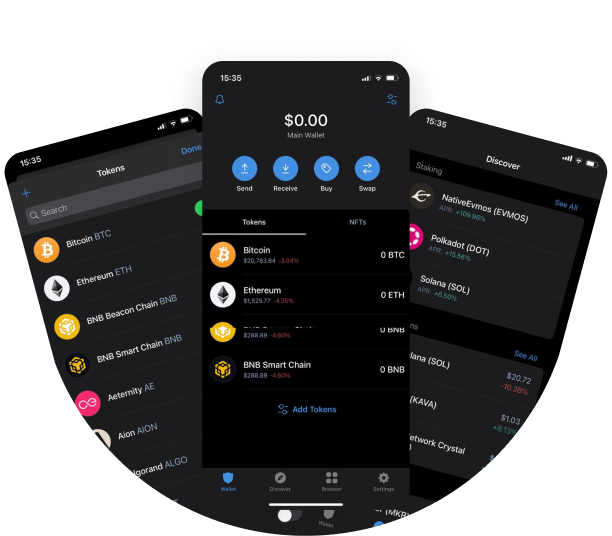 15:35
Done
Tokens
Search
Bitcoin BTC
Ethereum ETH
BNB Beacon Chain BNB
BNB Smart Chain BNB
Aeternity AE
Aion AION
lgorand ALGO
15:35
$0.00
Main Wallet
Send Receive Buy Swap
Tokens NFTs
Bitcoin 0 BTC
$20,783.84 -3.04%
Ethereum 0 ETH
$1,525.77 -4.35%
0 BNB
$288.89 -4.60%
BNB Smart Chain 0 BNB
$288.89 -4.60%
Add Tokens
Wallet Discover Browser Settings
Wallet
15:35
Discover
Staking See All
NativeEvmos (EVMOS)
APR: +109.96%
Polkadot (DOT)
APR: +15.56%
Solana (SOL)
APR: +6.50%
ns See All
lana (SOL) $20.72
-10.38%
(KAVA) $1.03
+8.13%
etwork Crystal
(MKR)